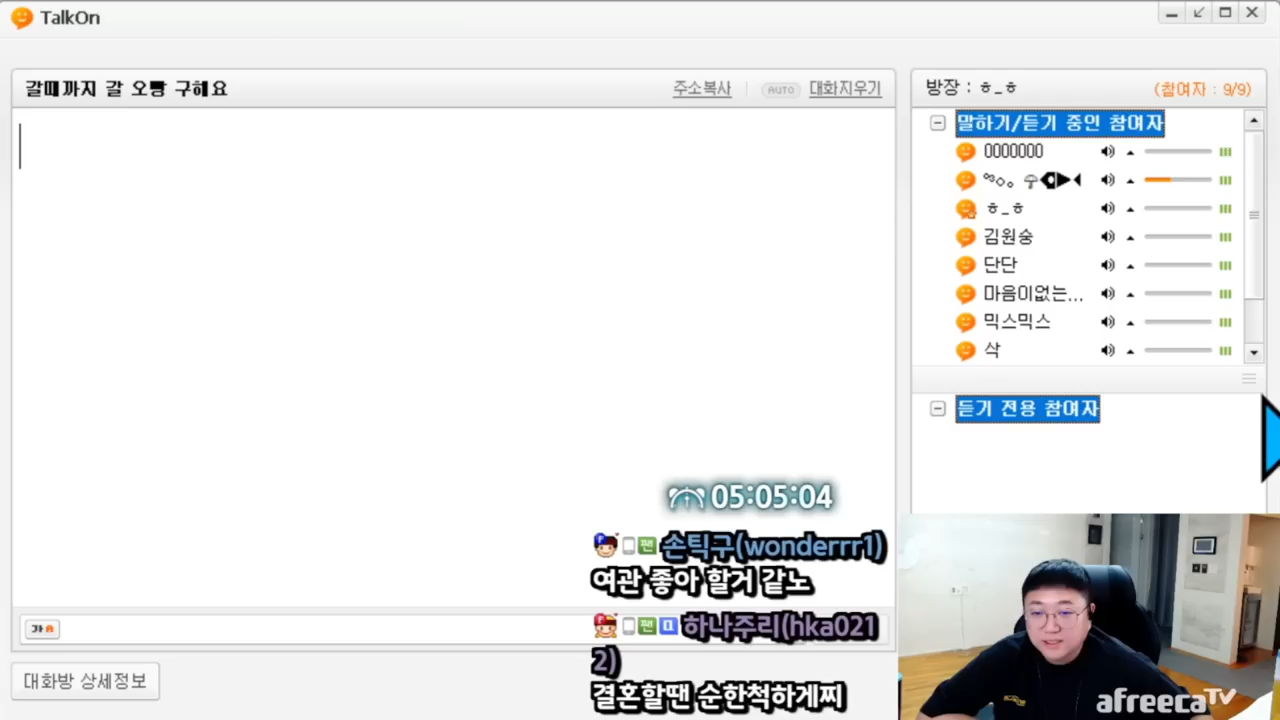 TalkOn
갈때까지 갈 오빵 구해요
주소복사
AUTO
대화지우기
방장 : ㅎ_ㅎ
(참여자 : 9/9)
말하기/듣기 중인 참여자
0000000
ㅎ_ㅎ
김원숭
단단
마음이없는...
믹스믹스
삭
듣기 전용 참여자
05:05:04
팬 손틱구(wonderrr1)
여관 좋아 할거 같노
팬 하나주리(hka021
2)
결혼할땐 순한척하게찌
가
대화방 상세정보
afreecaTV